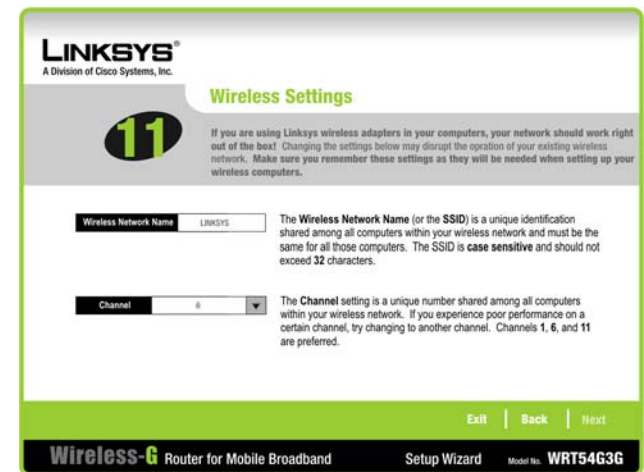 LINKSYS®
A Division of Cisco Systems, Inc.
Wireless Settings
11
If you are using Linksys wireless adapters in your computers, your network should work right
out of the box! Changing the settings below may disrupt the opration of your existing wireless
network. Make sure you remember these settings as they will be needed when setting up your
wireless computers.
Wireless Network Name
LINKSYS
The Wireless Network Name (or the SSID) is a unique identification
shared among all computers within your wireless network and must be the
same for all those computers. The SSID is case sensitive and should not
exceed 32 characters.
Channel
6
The Channel setting is a unique number shared among all computers
within your wireless network. If you experience poor performance on a
certain channel, try changing to another channel. Channels 1, 6, and 11
are preferred.
Exit | Back | Next
Wireless-G Router for Mobile Broadband Setup Wizard Model No. WRT54G3G